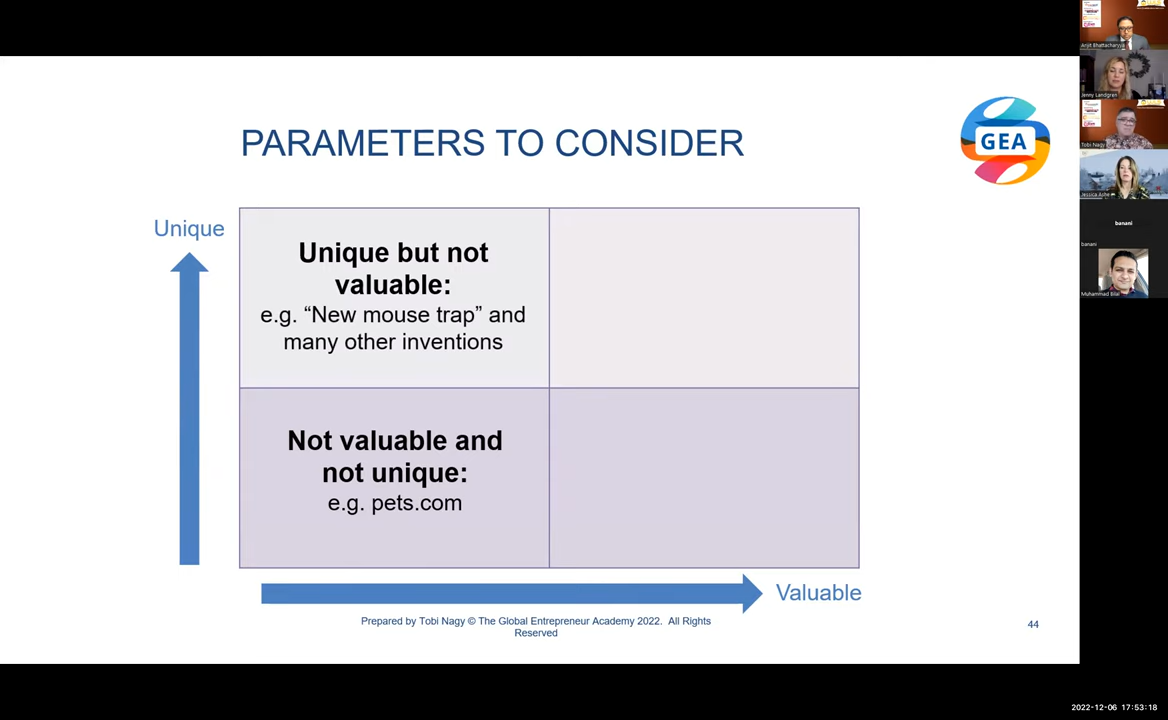 PARAMETERS TO CONSIDER
GEA
Unique
Unique but not
valuable:
e.g. “New mouse trap” and
many other inventions
Not valuable and
not unique:
e.g. pets.com
Valuable
Prepared by Tobi Nagy © The Global Entrepreneur Academy 2022. All Rights
Reserved
44
Arijit Bhattacharyya
Jenny Landgren
Tobi Nagy
Jessica Ashe
banani
banani
Muhammad Bilal
2022-12-06 17:53:18